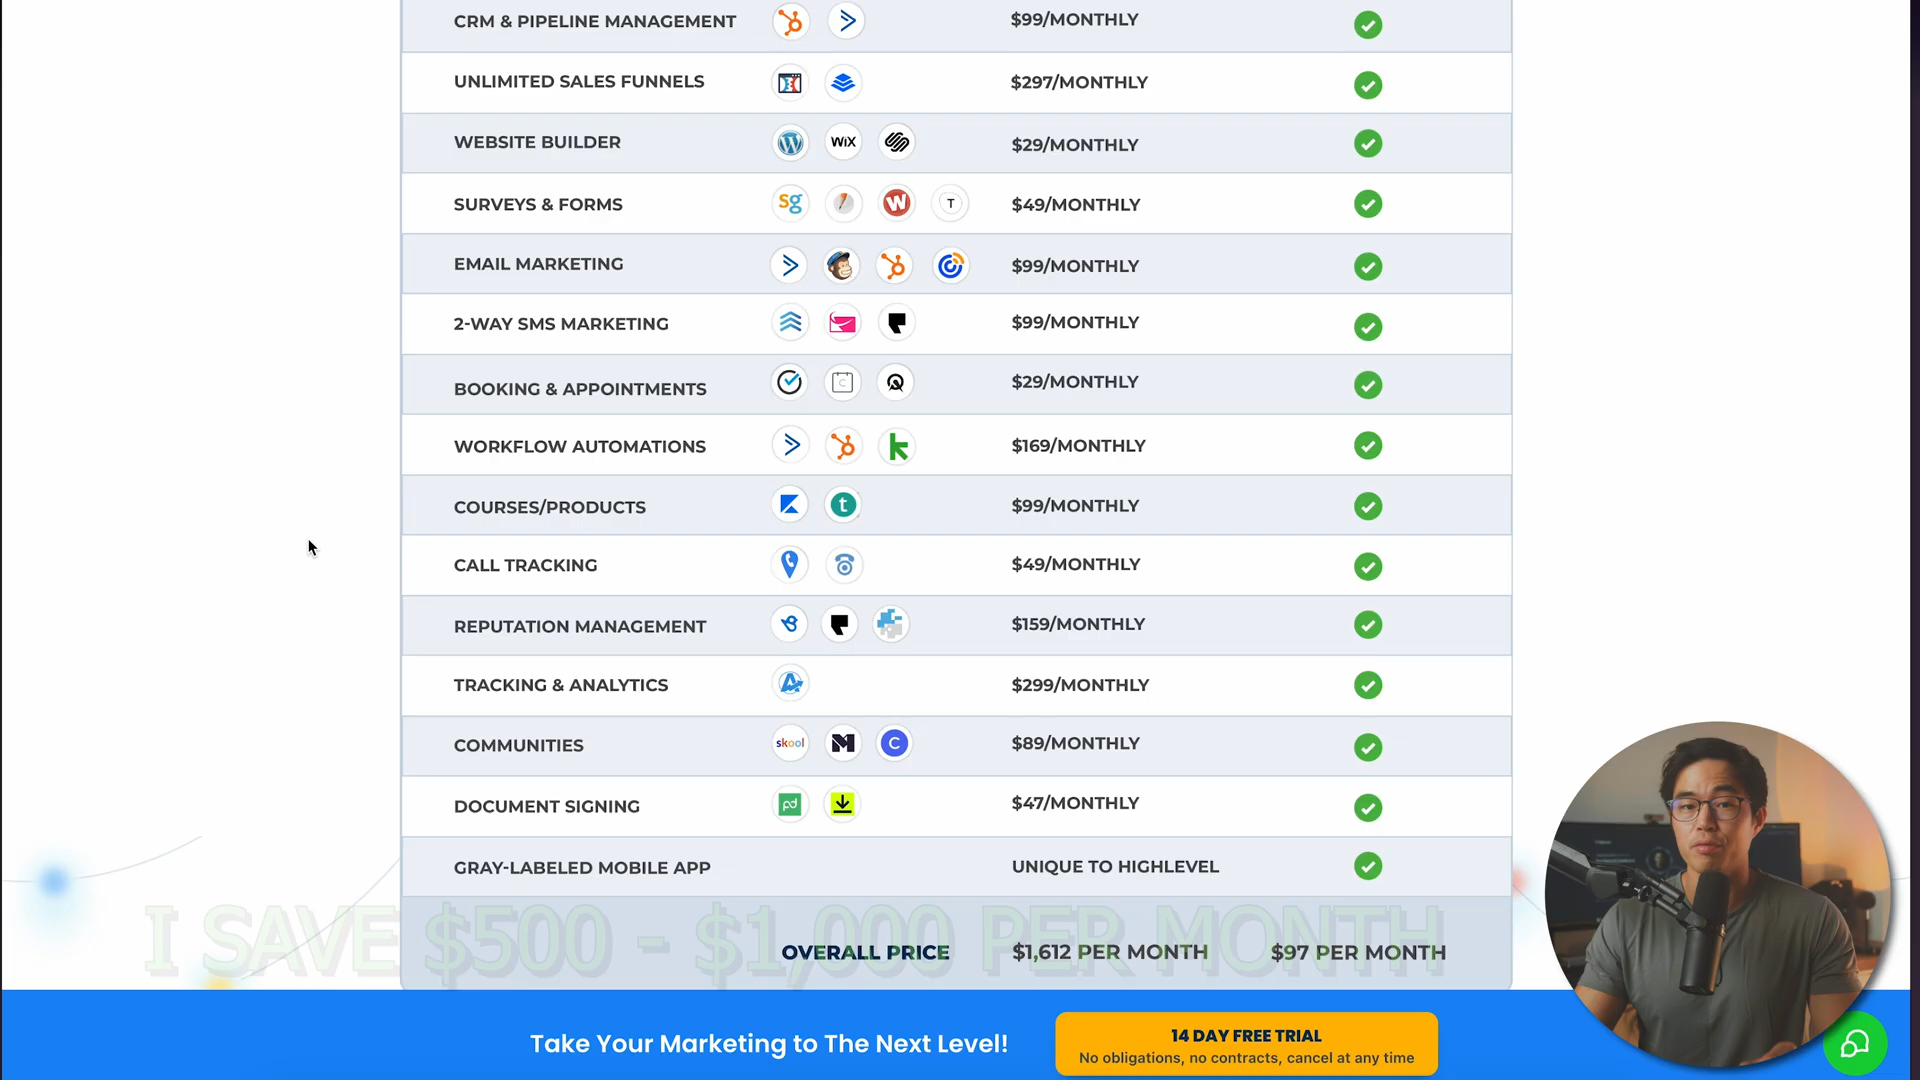 CRM & PIPELINE MANAGEMENT $99/MONTHLY
UNLIMITED SALES FUNNELS $297/MONTHLY
WEBSITE BUILDER WiX $29/MONTHLY
SURVEYS & FORMS sg W T $49/MONTHLY
EMAIL MARKETING $99/MONTHLY
2-WAY SMS MARKETING $99/MONTHLY
BOOKING & APPOINTMENTS C $29/MONTHLY
WORKFLOW AUTOMATIONS k $169/MONTHLY
COURSES/PRODUCTS t $99/MONTHLY
CALL TRACKING $49/MONTHLY
REPUTATION MANAGEMENT $159/MONTHLY
TRACKING & ANALYTICS $299/MONTHLY
COMMUNITIES skool C $89/MONTHLY
DOCUMENT SIGNING pd $47/MONTHLY
GRAY-LABELED MOBILE APP UNIQUE TO HIGHLEVEL
I SAVE $500 - $1,000 PER MONTH
OVERALL PRICE $1,612 PER MONTH $97 PER MONTH
Take Your Marketing to The Next Level!
14 DAY FREE TRIAL
No obligations, no contracts, cancel at any time